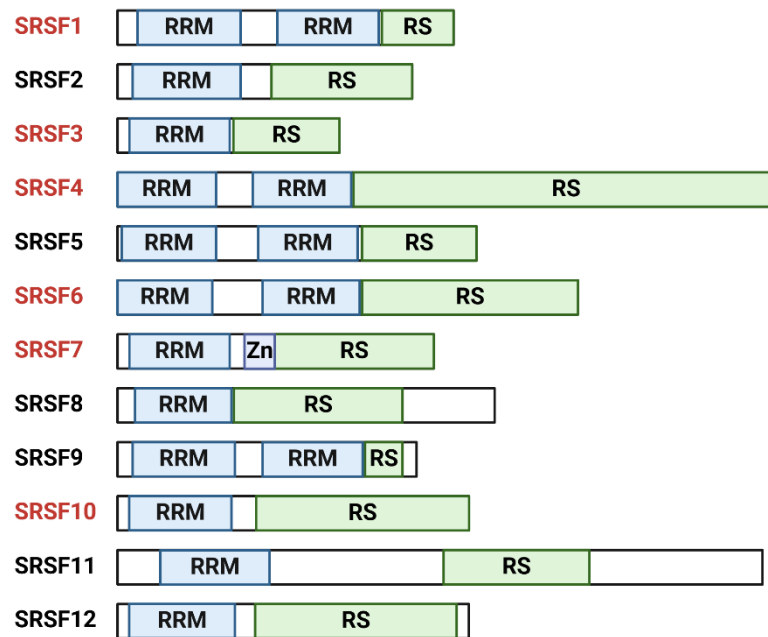 SRSF1 RRM RRM RS
SRSF2 RRM RS
SRSF3 RRM RS
SRSF4 RRM RRM RS
SRSF5 RRM RRM RS
SRSF6 RRM RRM RS
SRSF7 RRM Zn RS
SRSF8 RRM RS
SRSF9 RRM RRM RS
SRSF10 RRM RS
SRSF11 RRM RS
SRSF12 RRM RS